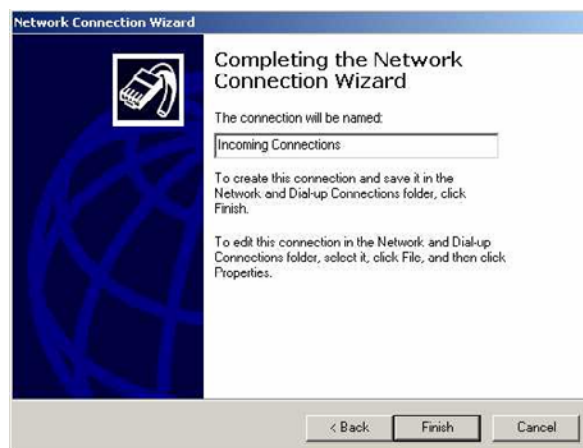 Network Connection Wizard
Completing the Network
Connection Wizard
The connection will be named:
Incoming Connections
To create this connection and save it in the
Network and Dial-up Connections folder, click
Finish.
To edit this connection in the Network and Dial-up
Connections folder, select it, click File, and then click
Properties.
< Back Finish Cancel